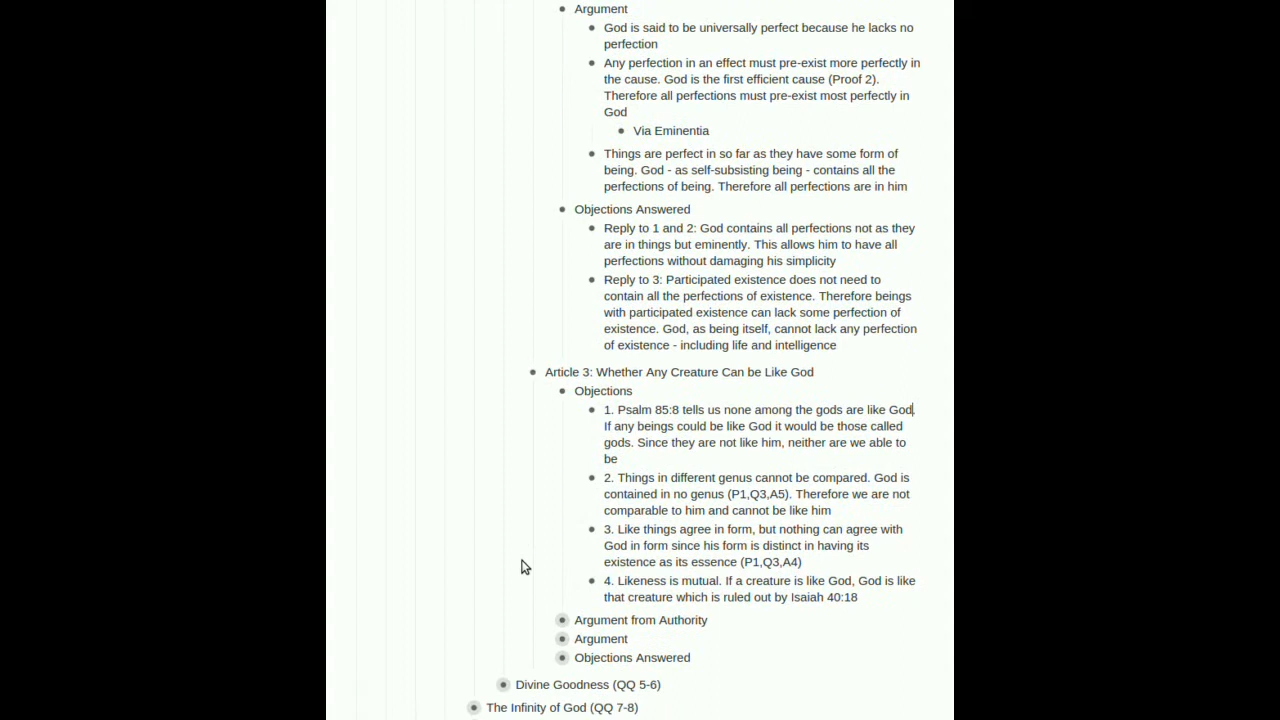 Argument
God is said to be universally perfect because he lacks no
perfection
Any perfection in an effect must pre-exist more perfectly in
the cause. God is the first efficient cause (Proof 2).
Therefore all perfections must pre-exist most perfectly in
God
Via Eminentia
Things are perfect in so far as they have some form of
being. God - as self-subsisting being - contains all the
perfections of being. Therefore all perfections are in him
Objections Answered
Reply to 1 and 2: God contains all perfections not as they
are in things but eminently. This allows him to have all
perfections without damaging his simplicity
Reply to 3: Participated existence does not need to
contain all the perfections of existence. Therefore beings
with participated existence can lack some perfection of
existence. God, as being itself, cannot lack any perfection
of existence - including life and intelligence
Article 3: Whether Any Creature Can be Like God
Objections
1. Psalm 85:8 tells us none among the gods are like God.
If any beings could be like God it would be those called
gods. Since they are not like him, neither are we able to
be
2. Things in different genus cannot be compared. God is
contained in no genus (P1,Q3,A5). Therefore we are not
comparable to him and cannot be like him
3. Like things agree in form, but nothing can agree with
God in form since his form is distinct in having its
existence as its essence (P1,Q3,A4)
4. Likeness is mutual. If a creature is like God, God is like
that creature which is ruled out by Isaiah 40:18
Argument from Authority
Argument
Objections Answered
Divine Goodness (QQ 5-6)
The Infinity of God (QQ 7-8)